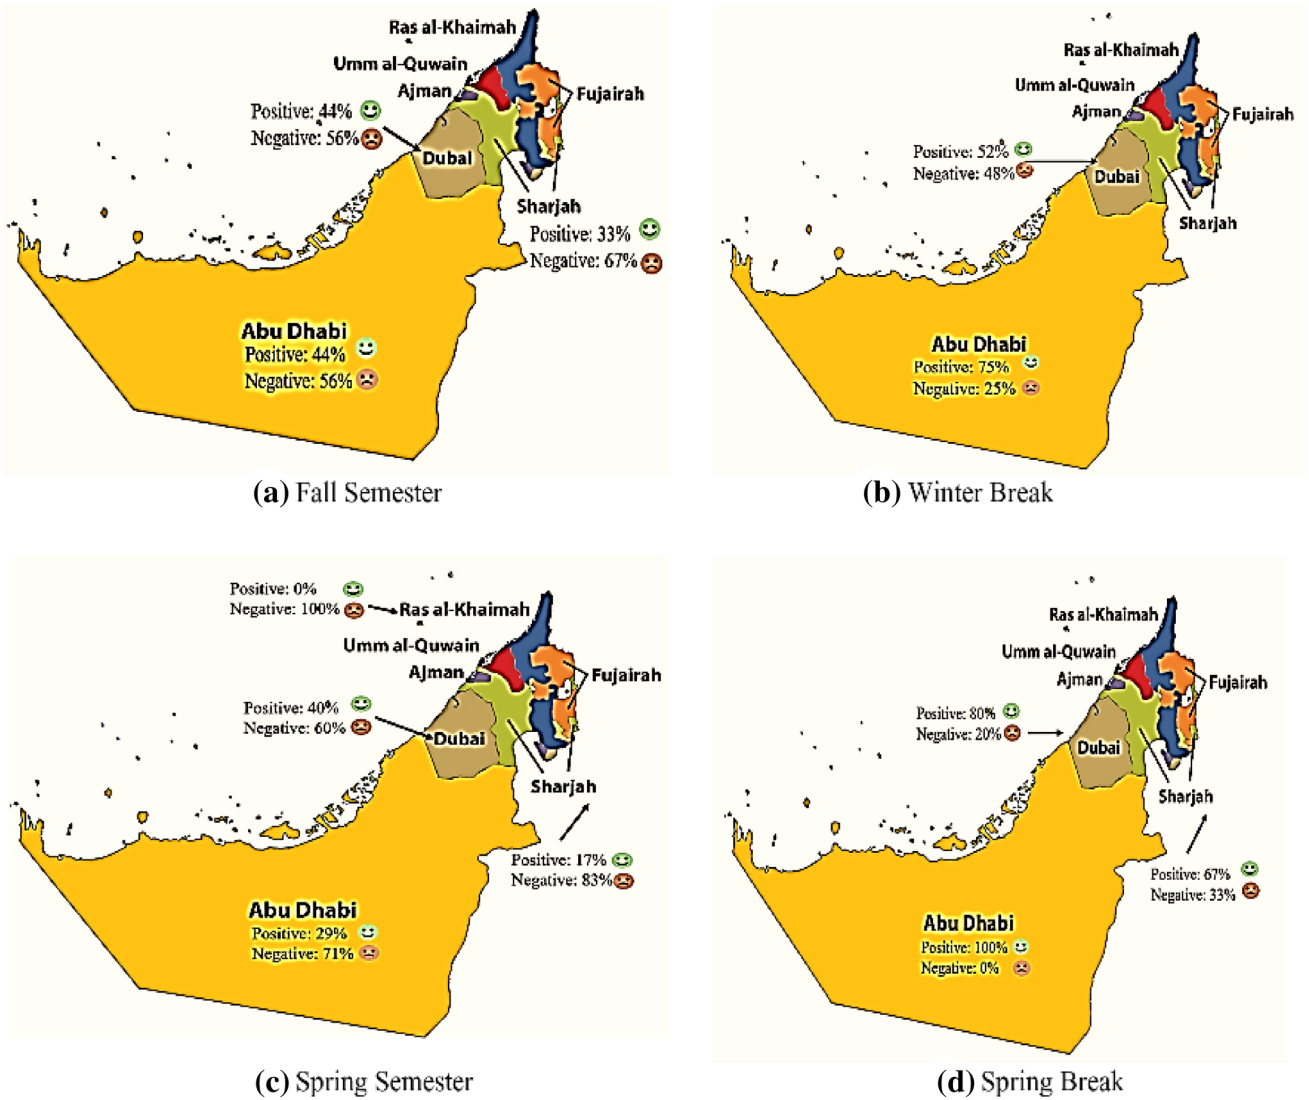 Ras al-Khaimah
Umm al-Quwain
Ajman
Fujairah
Positive: 44%
Negative: 56%
Dubai
Sharjah
Positive: 33%
Negative: 67%
Abu Dhabi
Positive: 44%
Negative: 56%
(a) Fall Semester
Ras al-Khaimah
Umm al-Quwain
Ajman
Fujairah
Positive: 52%
Negative: 48%
Dubai
Sharjah
Abu Dhabi
Positive: 75%
Negative: 25%
(b) Winter Break
Positive: 0%
Negative: 100%
Ras al-Khaimah
Umm al-Quwain
Ajman
Fujairah
Positive: 40%
Negative: 60%
Dubai
Sharjah
Positive: 17%
Negative: 83%
Abu Dhabi
Positive: 29%
Negative: 71%
(c) Spring Semester
Ras al-Khaimah
Umm al-Quwain
Ajman
Fujairah
Positive: 80%
Negative: 20%
Dubai
Sharjah
Positive: 67%
Negative: 33%
Abu Dhabi
Positive: 100%
Negative: 0%
(d) Spring Break